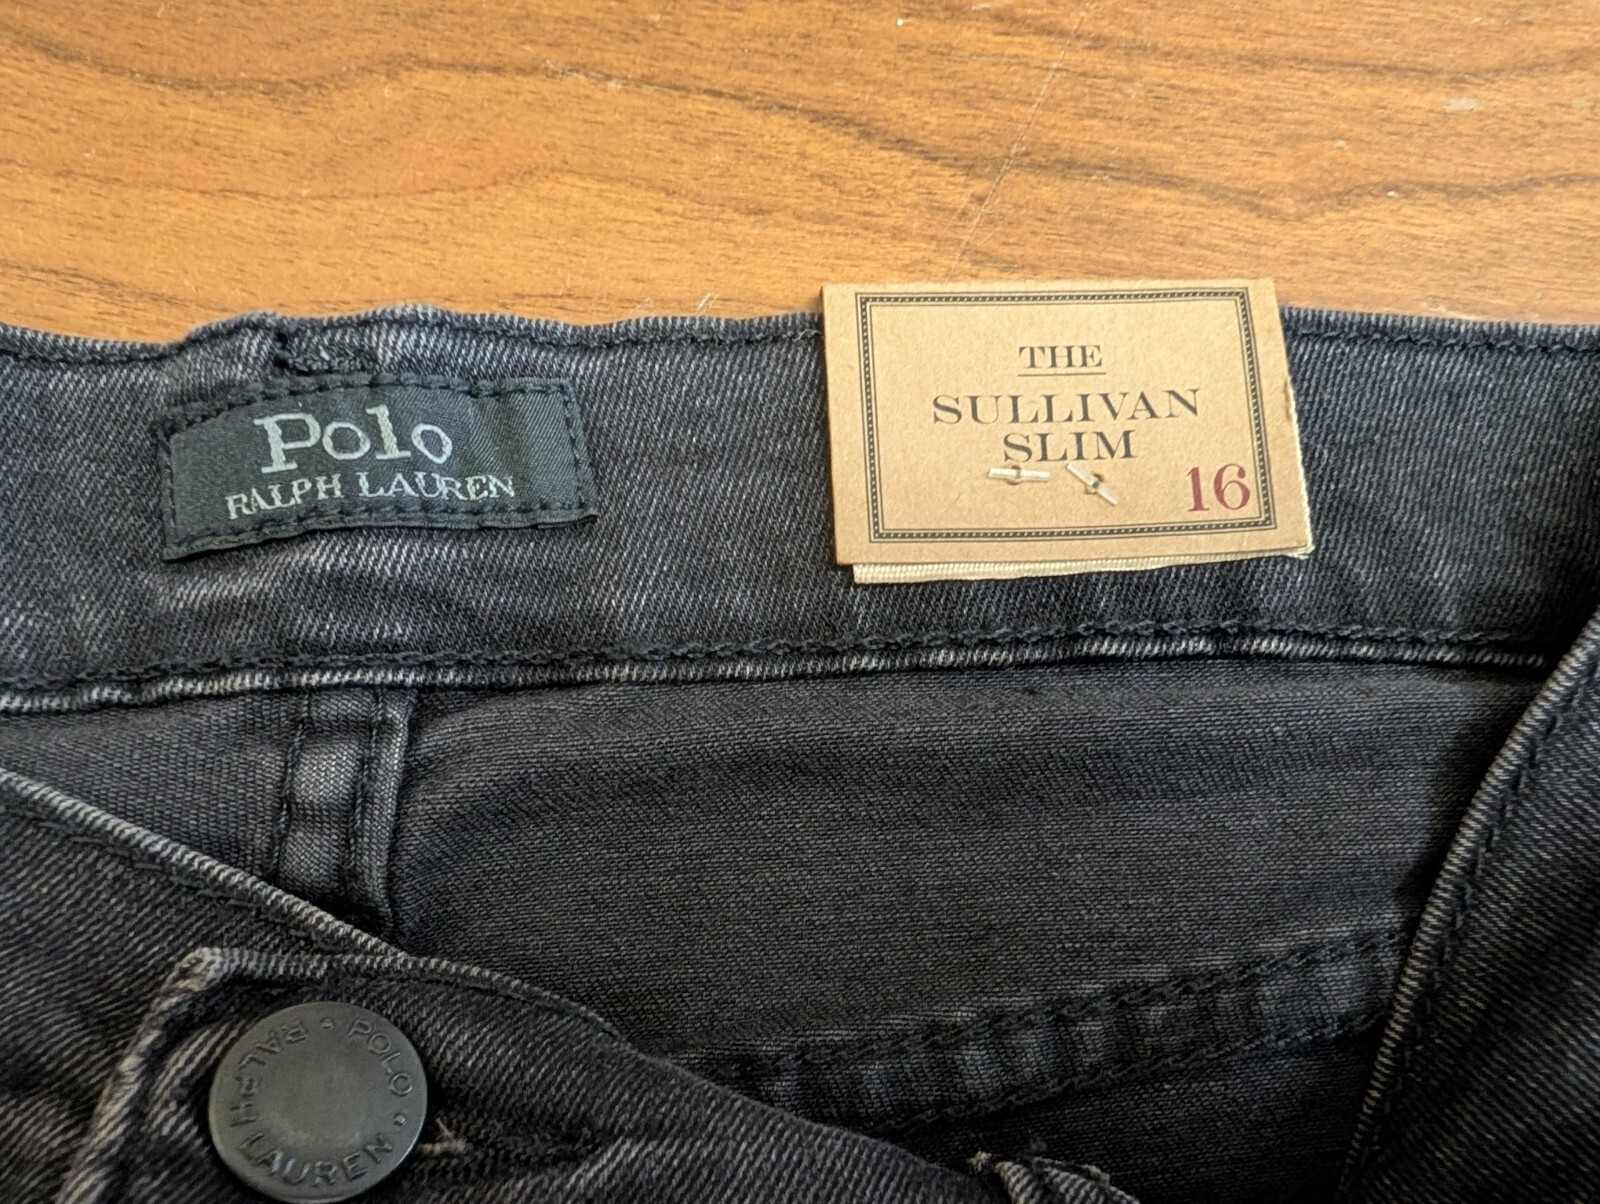 Polo
RALPH LAUREN
THE
SULLIVAN
SLIM
16
POLO • RALPH LAUREN •